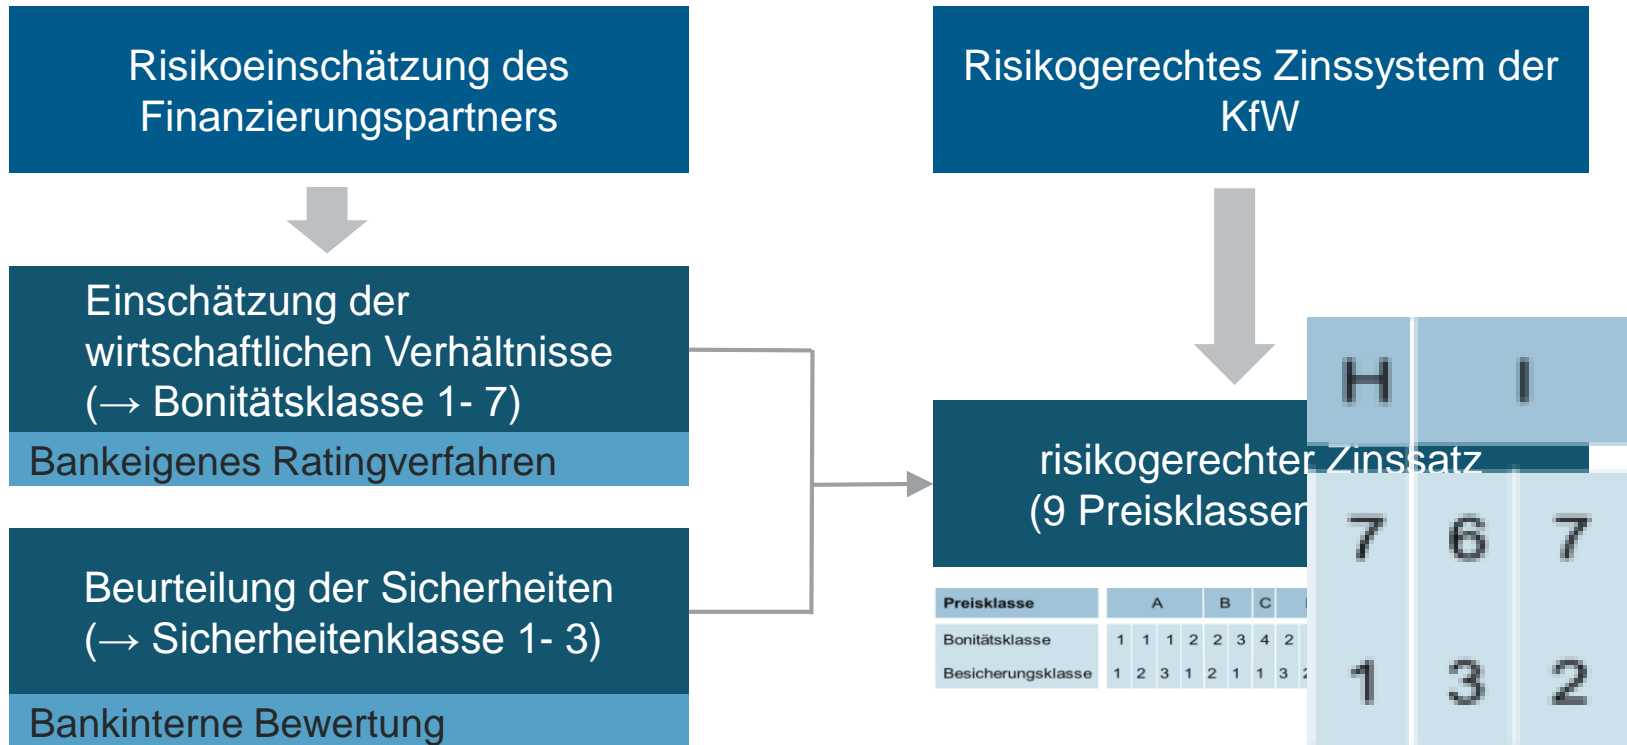 Risikoeinschätzung des
Finanzierungspartners
Risikogerechtes Zinssystem der
KfW
Einschätzung der
wirtschaftlichen Verhältnisse
(→ Bonitätsklasse 1- 7)
Bankeigenes Ratingverfahren
Beurteilung der Sicherheiten
(→ Sicherheitenklasse 1- 3)
Bankinterne Bewertung
risikogerechter Zinssatz
(9 Preisklassen
Preisklasse A B C
Bonitätsklasse 1 1 1 2 2 3 4 2
Besicherungsklasse 1 2 3 1 2 1 1 3
H I
7 6 7
1 3 2